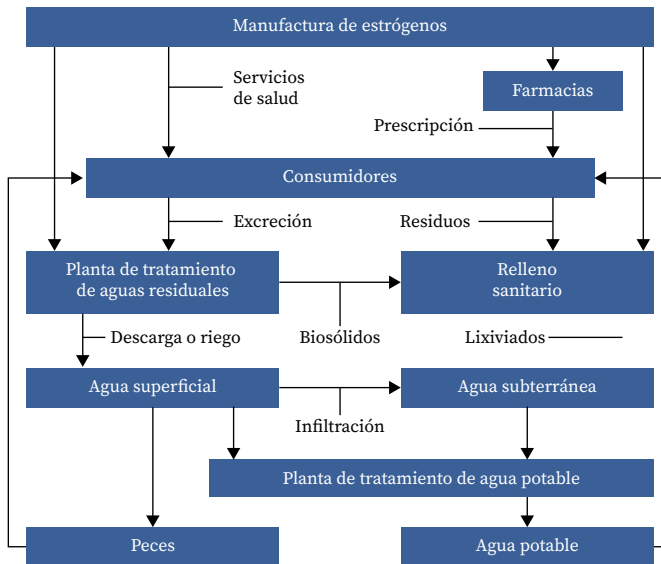 Manufactura de estrógenos
Servicios
de salud
Farmacias
Prescripción
Consumidores
Excreción
Residuos
Planta de tratamiento
de aguas residuales
Relleno
sanitario
Descarga o riego
Biosólidos
Lixiviados
Agua superficial
Agua subterránea
Infiltración
Planta de tratamiento de agua potable
Peces
Agua potable